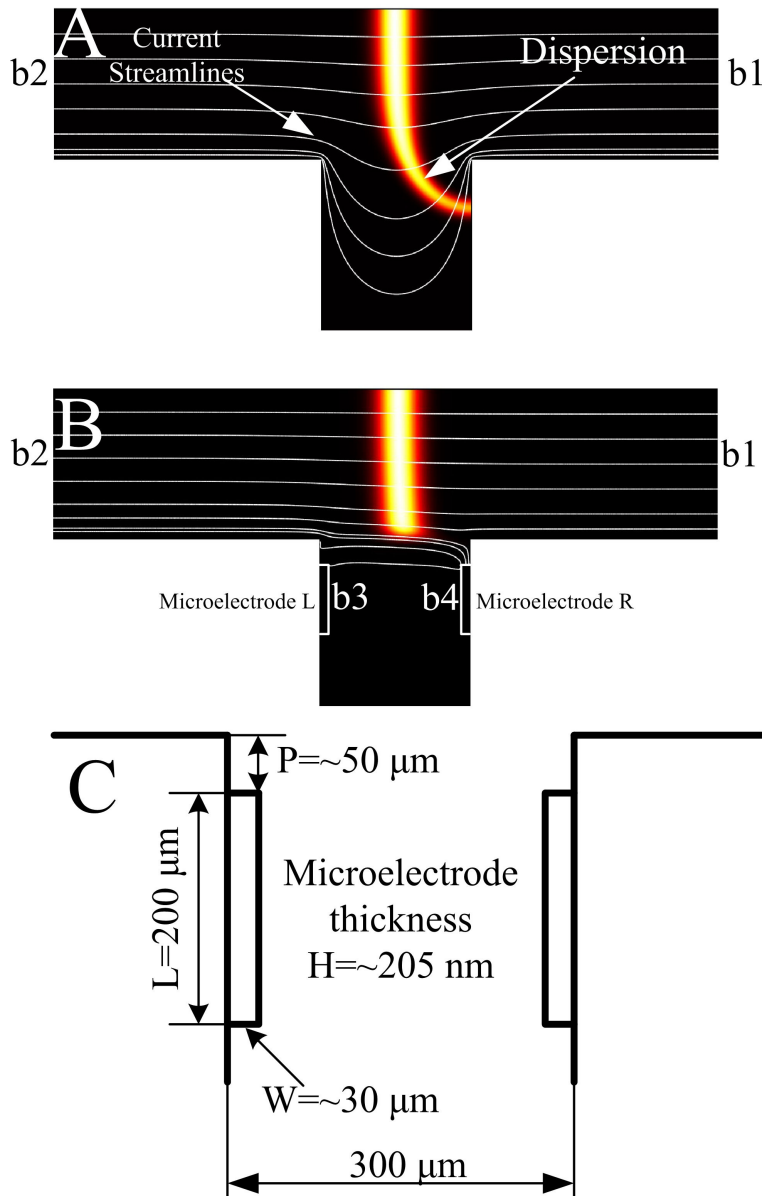 A
Current
Streamlines
Dispersion
b2
b1
B
b2
b1
Microelectrode L
b3
b4
Microelectrode R
C
P=~50 μm
L=200 μm
Microelectrode
thickness
H=~205 nm
W=~30 μm
300 μm